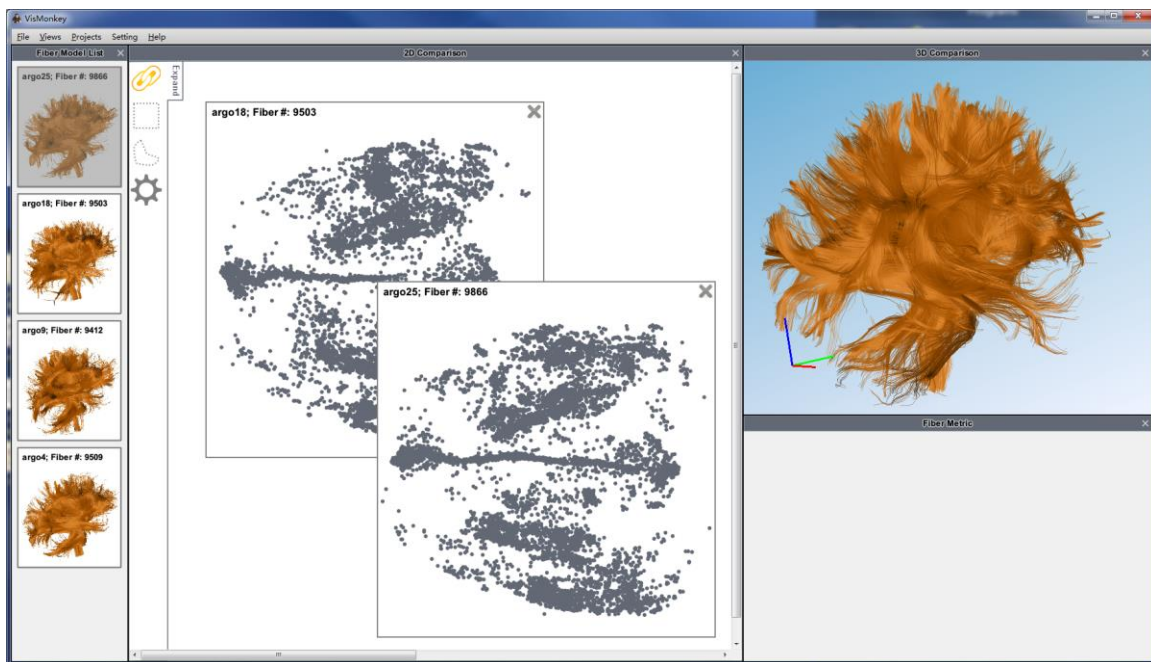 VisMonkey
File Views Projects Setting Help
Fiber Model List
2D Comparison
3D Comparison
argo25; Fiber #: 9866
argo18; Fiber #: 9503
argo9; Fiber #: 9412
argo4; Fiber #: 9509
Expand
argo18; Fiber #: 9503
argo25; Fiber #: 9866
Fiber Metric